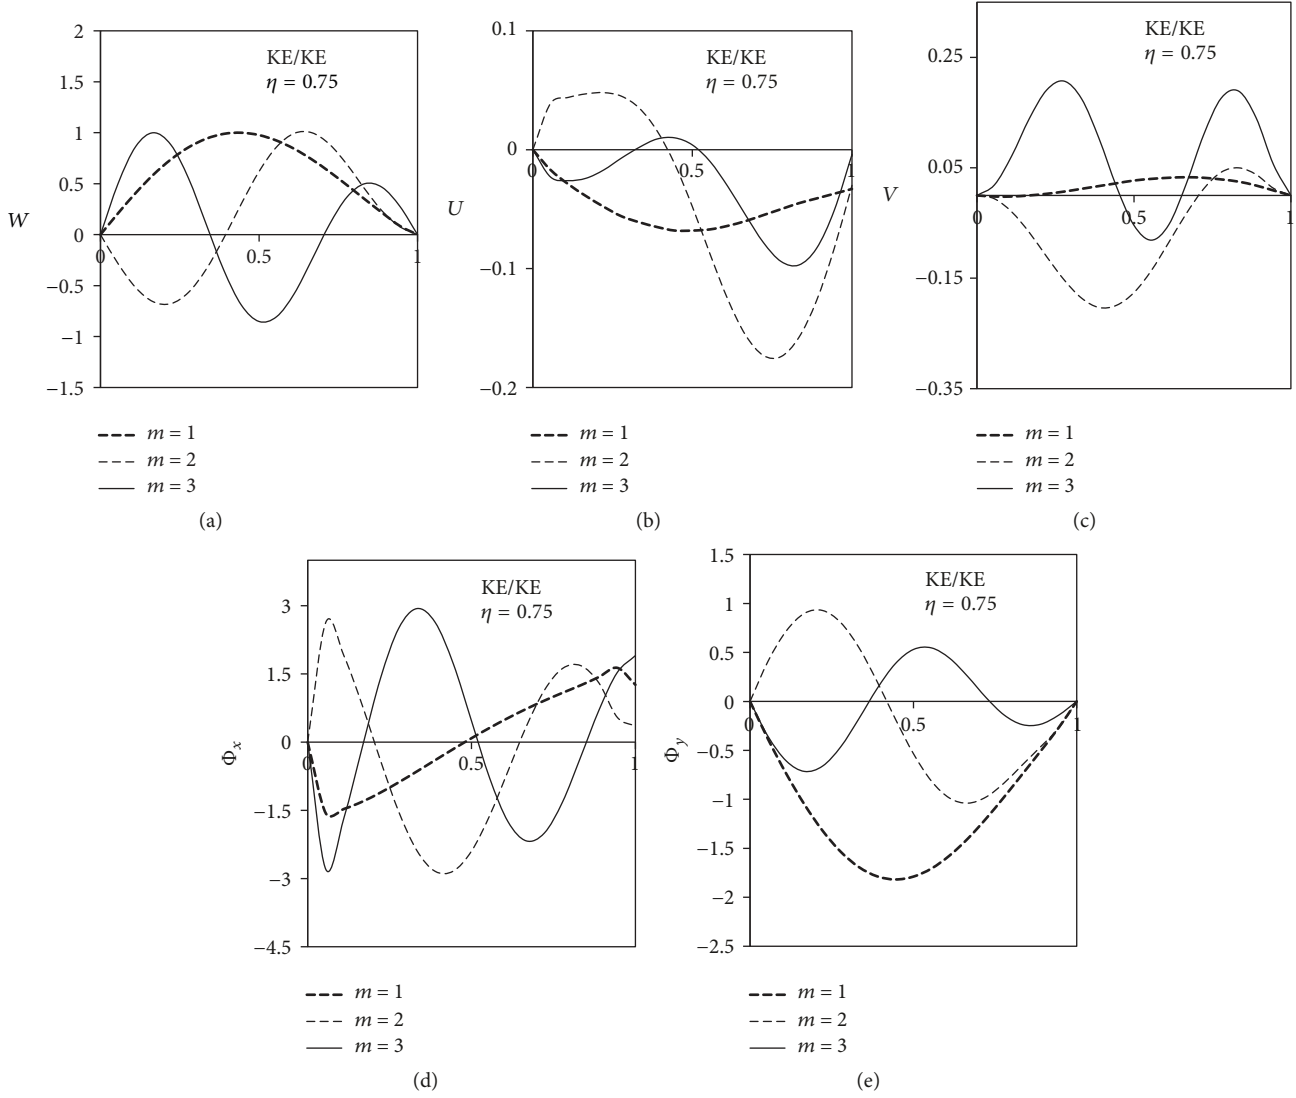 2
1.5
1
0.5
0
−0.5
−1
−1.5
W
KE/KE
η = 0.75
0
0.5
1
m = 1
m = 2
m = 3
(a)
0.1
0
−0.1
−0.2
U
KE/KE
η = 0.75
0
0.5
1
m = 1
m = 2
m = 3
(b)
0.25
0.05
−0.15
−0.35
V
KE/KE
η = 0.75
0
0.5
1
m = 1
m = 2
m = 3
(c)
3
1.5
0
−1.5
−3
−4.5
Φx
KE/KE
η = 0.75
0
0.5
1
m = 1
m = 2
m = 3
(d)
1.5
1
0.5
0
−0.5
−1
−1.5
−2
−2.5
Φy
KE/KE
η = 0.75
0
0.5
1
m = 1
m = 2
m = 3
(e)